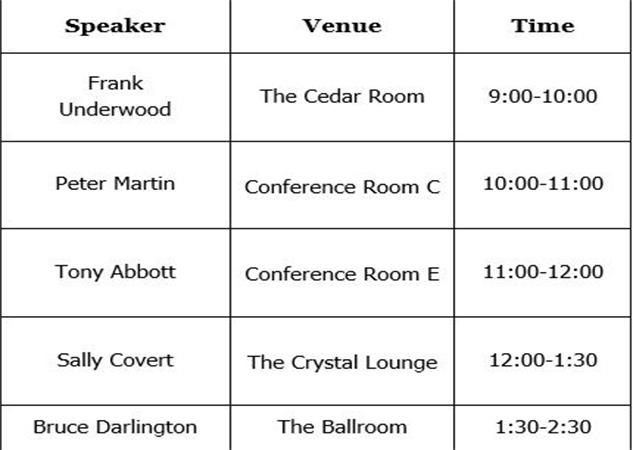 Speaker Venue Time
Frank
Underwood The Cedar Room 9:00-10:00
Peter Martin Conference Room C 10:00-11:00
Tony Abbott Conference Room E 11:00-12:00
Sally Covert The Crystal Lounge 12:00-1:30
Bruce Darlington The Ballroom 1:30-2:30